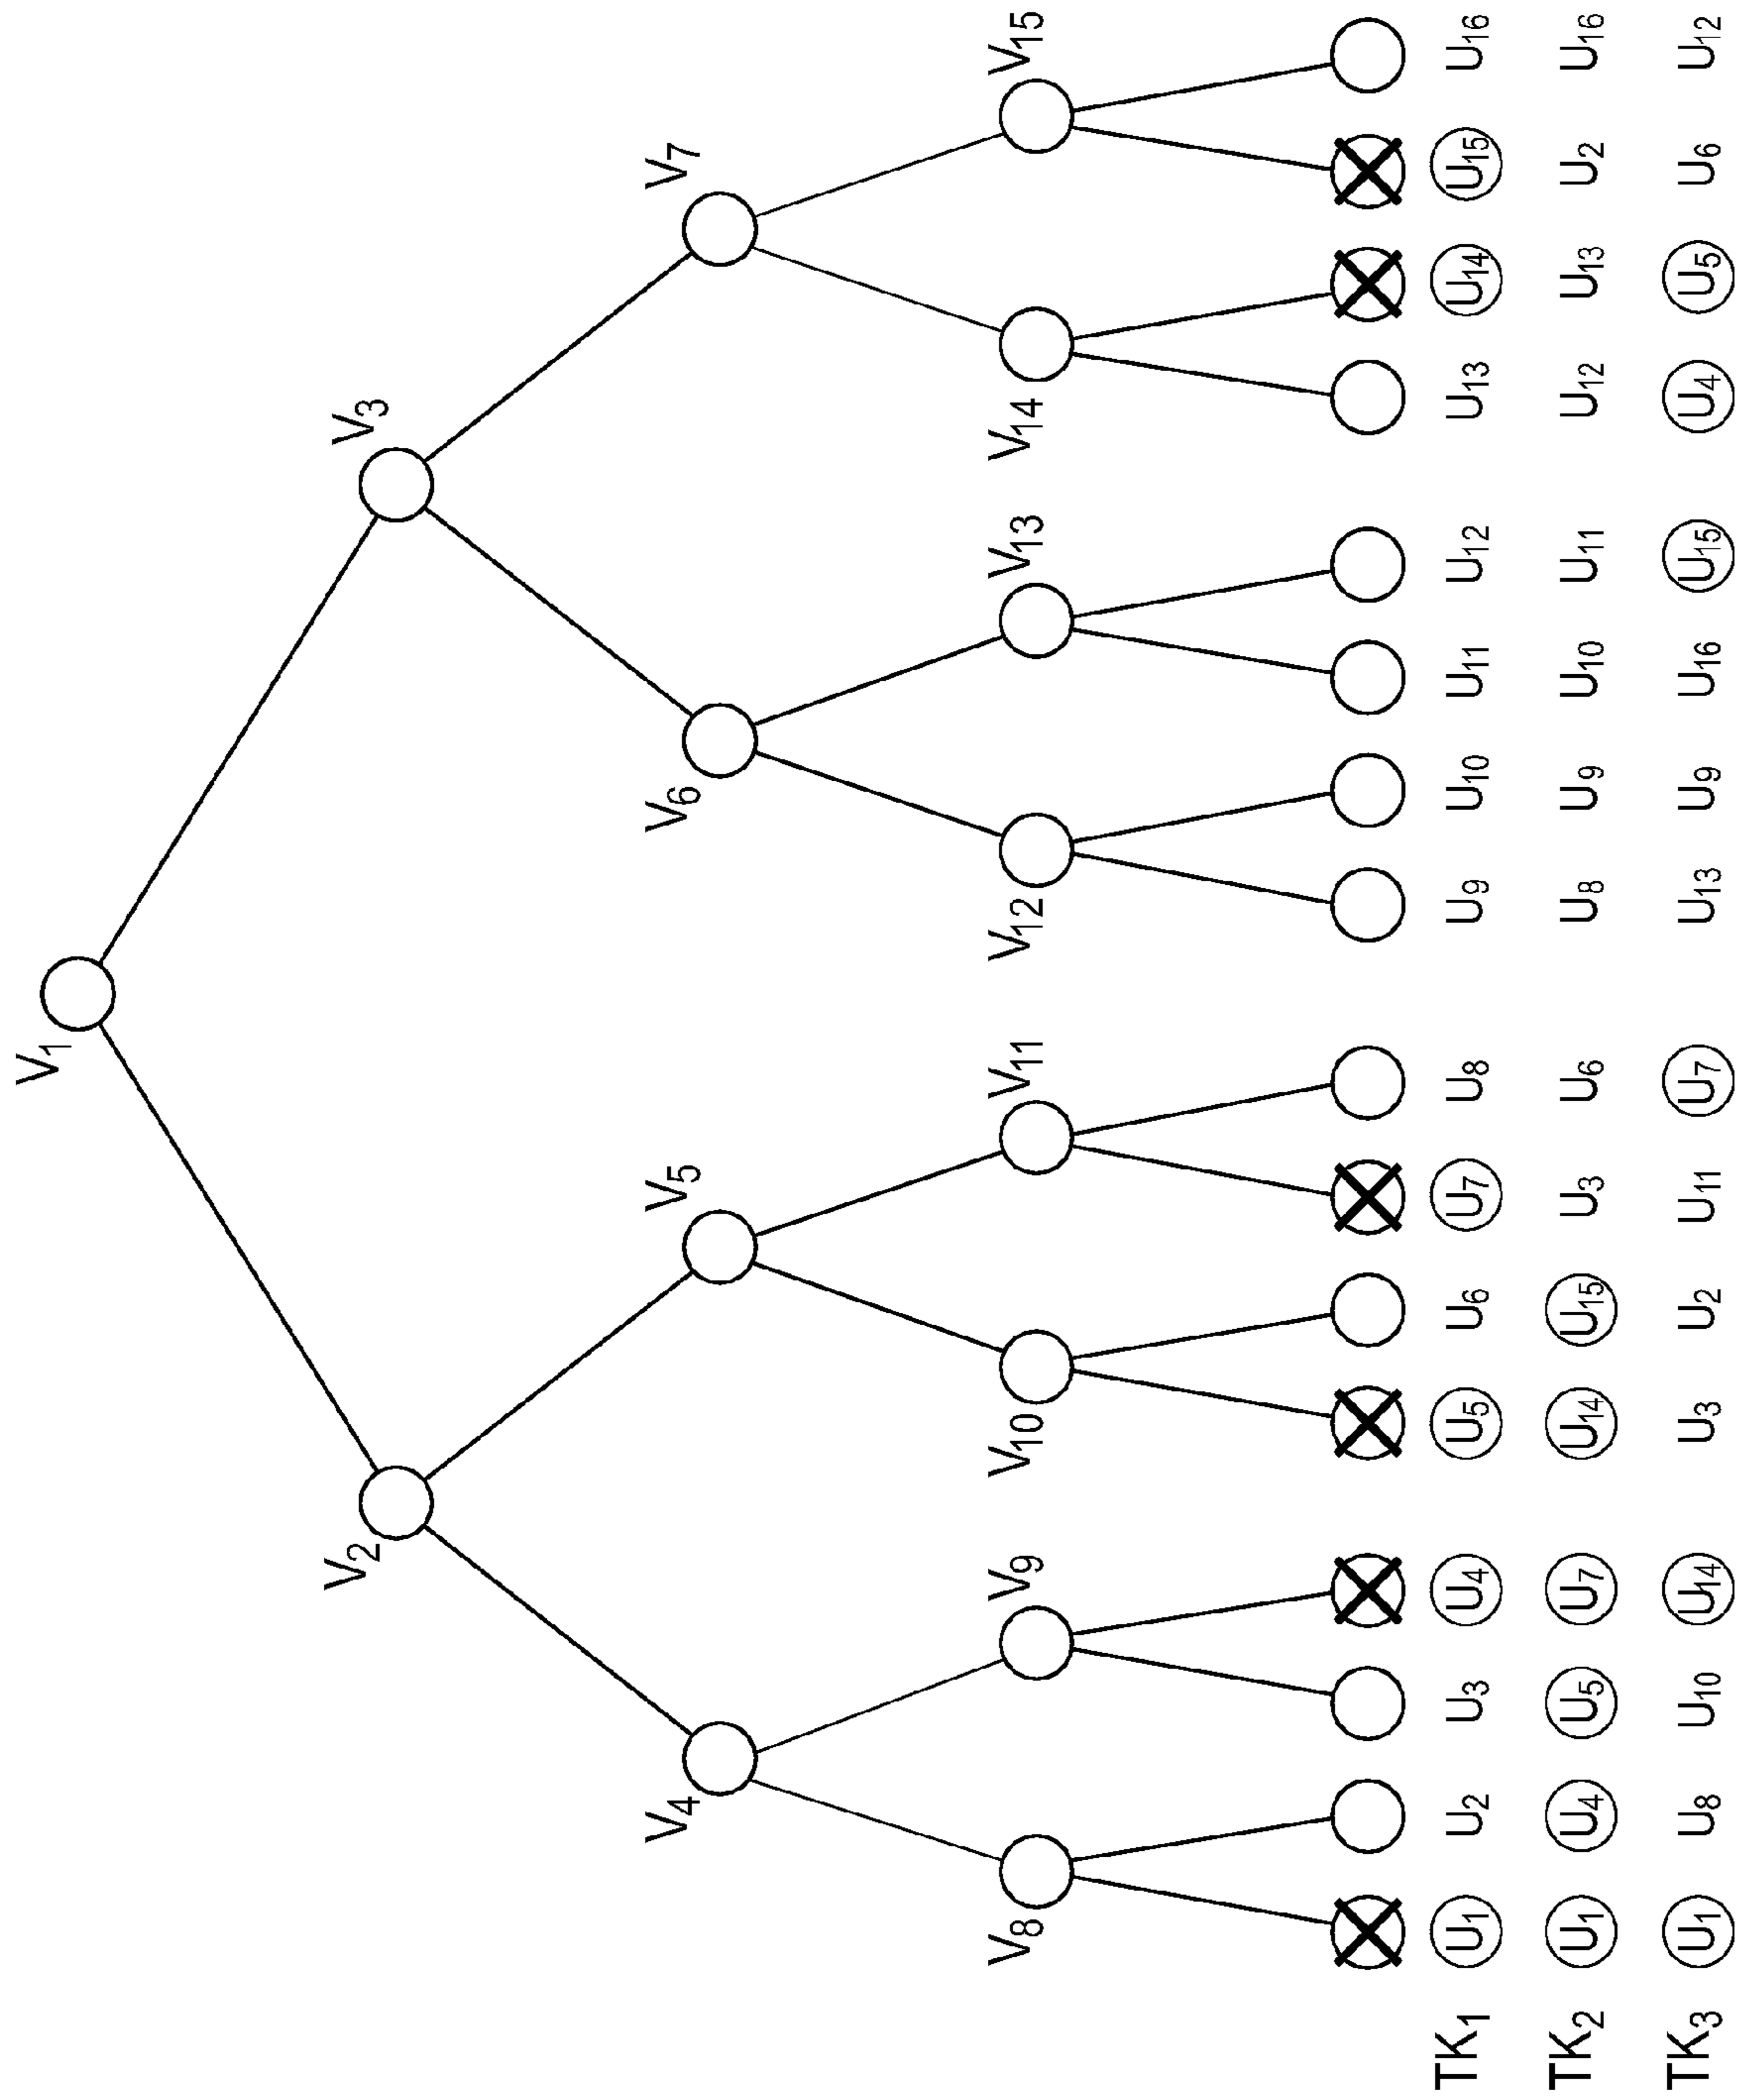 V1
V2 V3
V4 V5 V6 V7
V8 V9 V10 V11 V12 V13 V14 V15
TK1 U1 U2 U3 U4 U5 U6 U7 U8 U9 U10 U11 U12 U13 U14 U15 U16
TK2 U1 U4 U5 U7 U14 U15 U3 U6 U8 U9 U10 U11 U12 U13 U2 U16
TK3 U1 U8 U10 U14 U3 U2 U11 U7 U13 U9 U16 U15 U4 U5 U6 U12